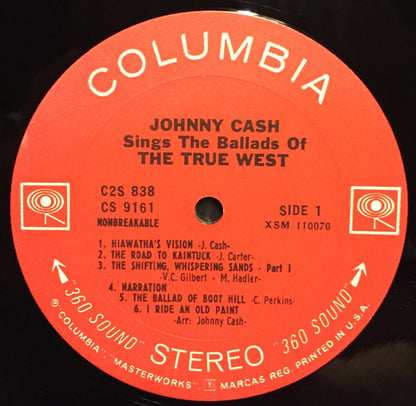 COLUMBIA
JOHNNY CASH
Sings The Ballads Of
THE TRUE WEST
C2S 838
CS 9161
NONBREAKABLE
SIDE 1
XSM 110070
1. HIAWATHA'S VISION -J. Cash-
2. THE ROAD TO KAINTUCK -J. Carter-
3. THE SHIFTING, WHISPERING SANDS - Part I
-V.C. Gilbert - M. Hadler-
4. NARRATION
5. THE BALLAD OF BOOT HILL -C. Perkins-
6. I RIDE AN OLD PAINT
-Arr: Johnny Cash-
"360 SOUND" STEREO "360 SOUND"
℗ "COLUMBIA", "MASTERWORKS", MARCAS REG. PRINTED IN U.S.A.